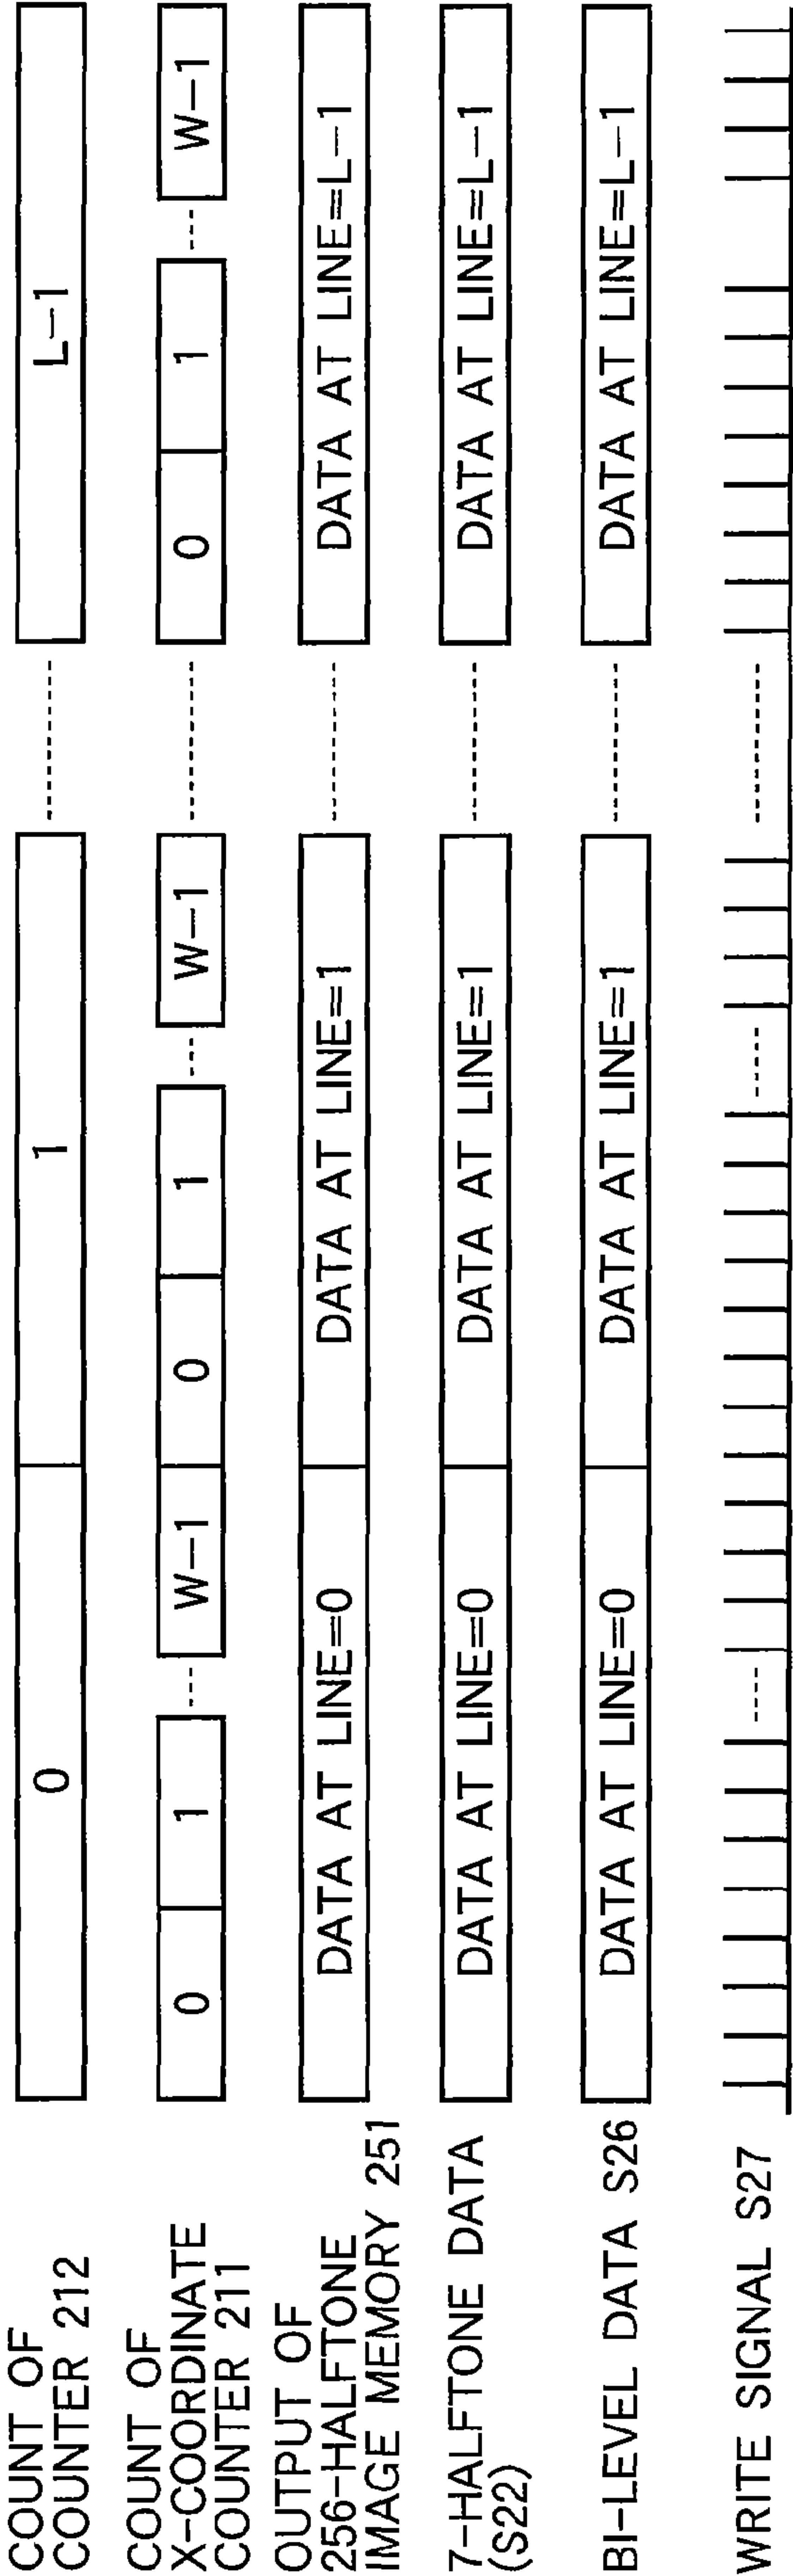 COUNT OF
COUNTER 212
0
1
L-1
COUNT OF
X-COORDINATE
COUNTER 211
0
1
W-1
0
1
W-1
0
1
W-1
OUTPUT OF
256-HALFTONE
IMAGE MEMORY 251
DATA AT LINE=0
DATA AT LINE=1
DATA AT LINE=L-1
7-HALFTONE DATA
(S22)
DATA AT LINE=0
DATA AT LINE=1
DATA AT LINE=L-1
BI-LEVEL DATA S26
DATA AT LINE=0
DATA AT LINE=1
DATA AT LINE=L-1
WRITE SIGNAL S27